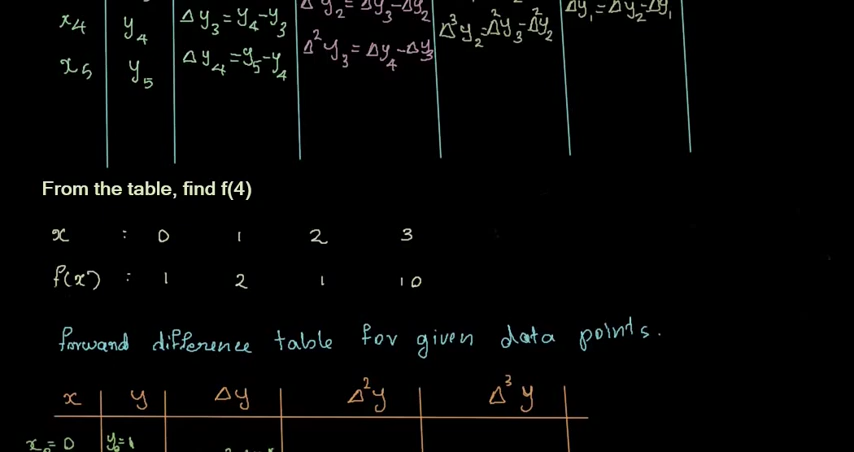 Δy₂=Δy₃-Δy₂
Δy₁=Δy₂-Δy₁
x₄ y₄ Δy₃=y₄-y₃ Δ³y₂=Δ²y₃-Δ²y₂
x₅ y₅ Δy₄=y₅-y₄ Δ²y₃=Δy₄-Δy₃
From the table, find f(4)
x : 0 1 2 3
f(x) : 1 2 1 10
forward difference table for given data points.
x y Δy Δ²y Δ³y
x₀=0 y₀=1